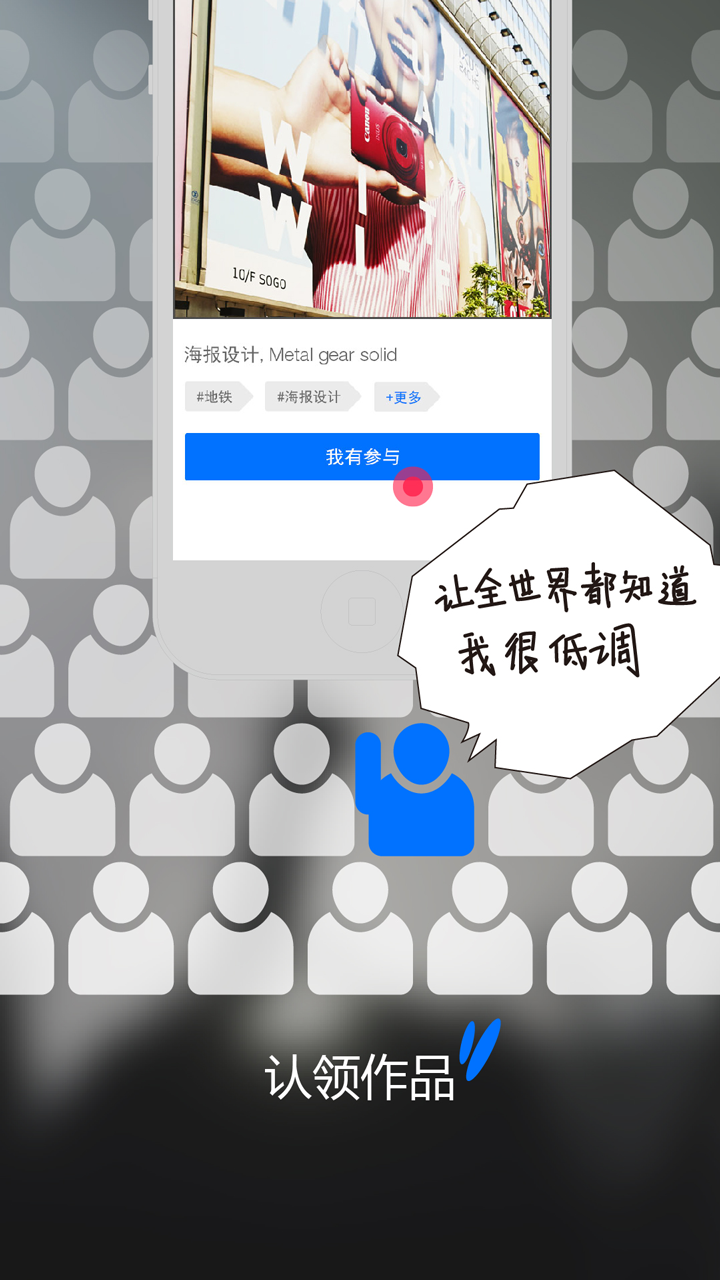 Canon
W
W
10/F SOGO
海报设计, Metal gear solid
#地铁
#海报设计
+更多
我有参与
让全世界都知道
我很低调
认领作品